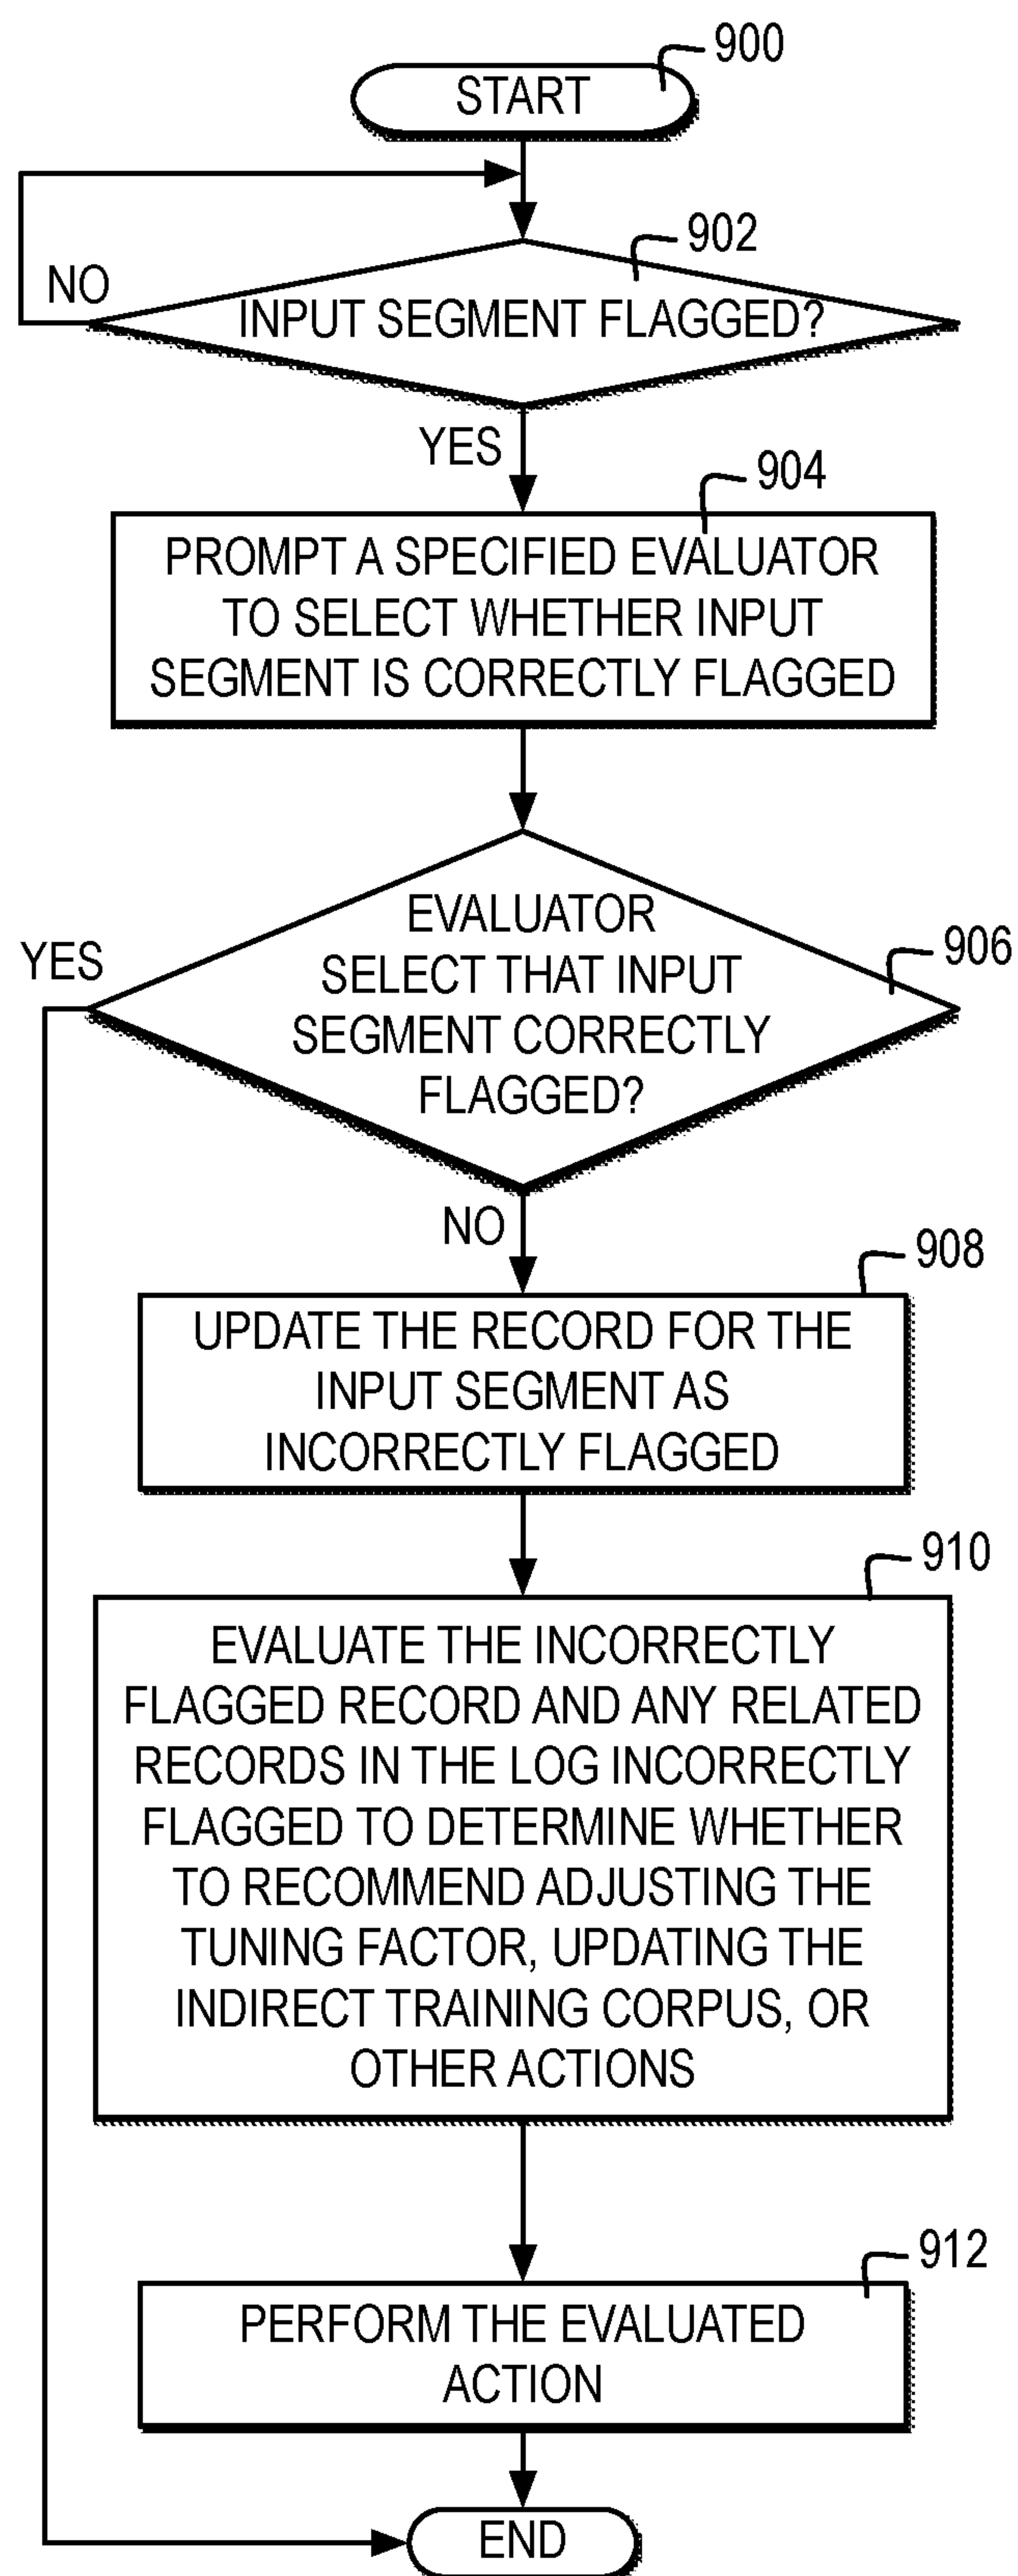 900
START
902
NO
INPUT SEGMENT FLAGGED?
YES
904
PROMPT A SPECIFIED EVALUATOR
TO SELECT WHETHER INPUT
SEGMENT IS CORRECTLY FLAGGED
EVALUATOR
SELECT THAT INPUT
SEGMENT CORRECTLY
FLAGGED?
YES
906
NO
908
UPDATE THE RECORD FOR THE
INPUT SEGMENT AS
INCORRECTLY FLAGGED
910
EVALUATE THE INCORRECTLY
FLAGGED RECORD AND ANY RELATED
RECORDS IN THE LOG INCORRECTLY
FLAGGED TO DETERMINE WHETHER
TO RECOMMEND ADJUSTING THE
TUNING FACTOR, UPDATING THE
INDIRECT TRAINING CORPUS, OR
OTHER ACTIONS
912
PERFORM THE EVALUATED
ACTION
END